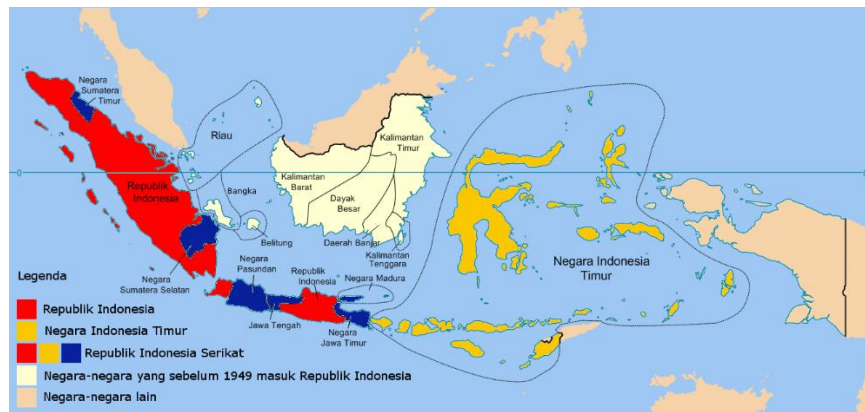 Negara
Sumatera
Timur
Riau
Kalimantan
Timur
0
Kalimantan
Barat
Republik
Indonesia
Bangka
Dayak
Besar
Belitung
Daerah Banjar
Kalimantan
Tenggara
Negara Indonesia
Timur
Negara
Sumatera Selatan
Negara
Pasundan
Republik
Indonesia
Negara Madura
Jawa Tengah
Negara
Jawa Timur
Legenda
Republik Indonesia
Negara Indonesia Timur
Republik Indonesia Serikat
Negara-negara yang sebelum 1949 masuk Republik Indonesia
Negara-negara lain